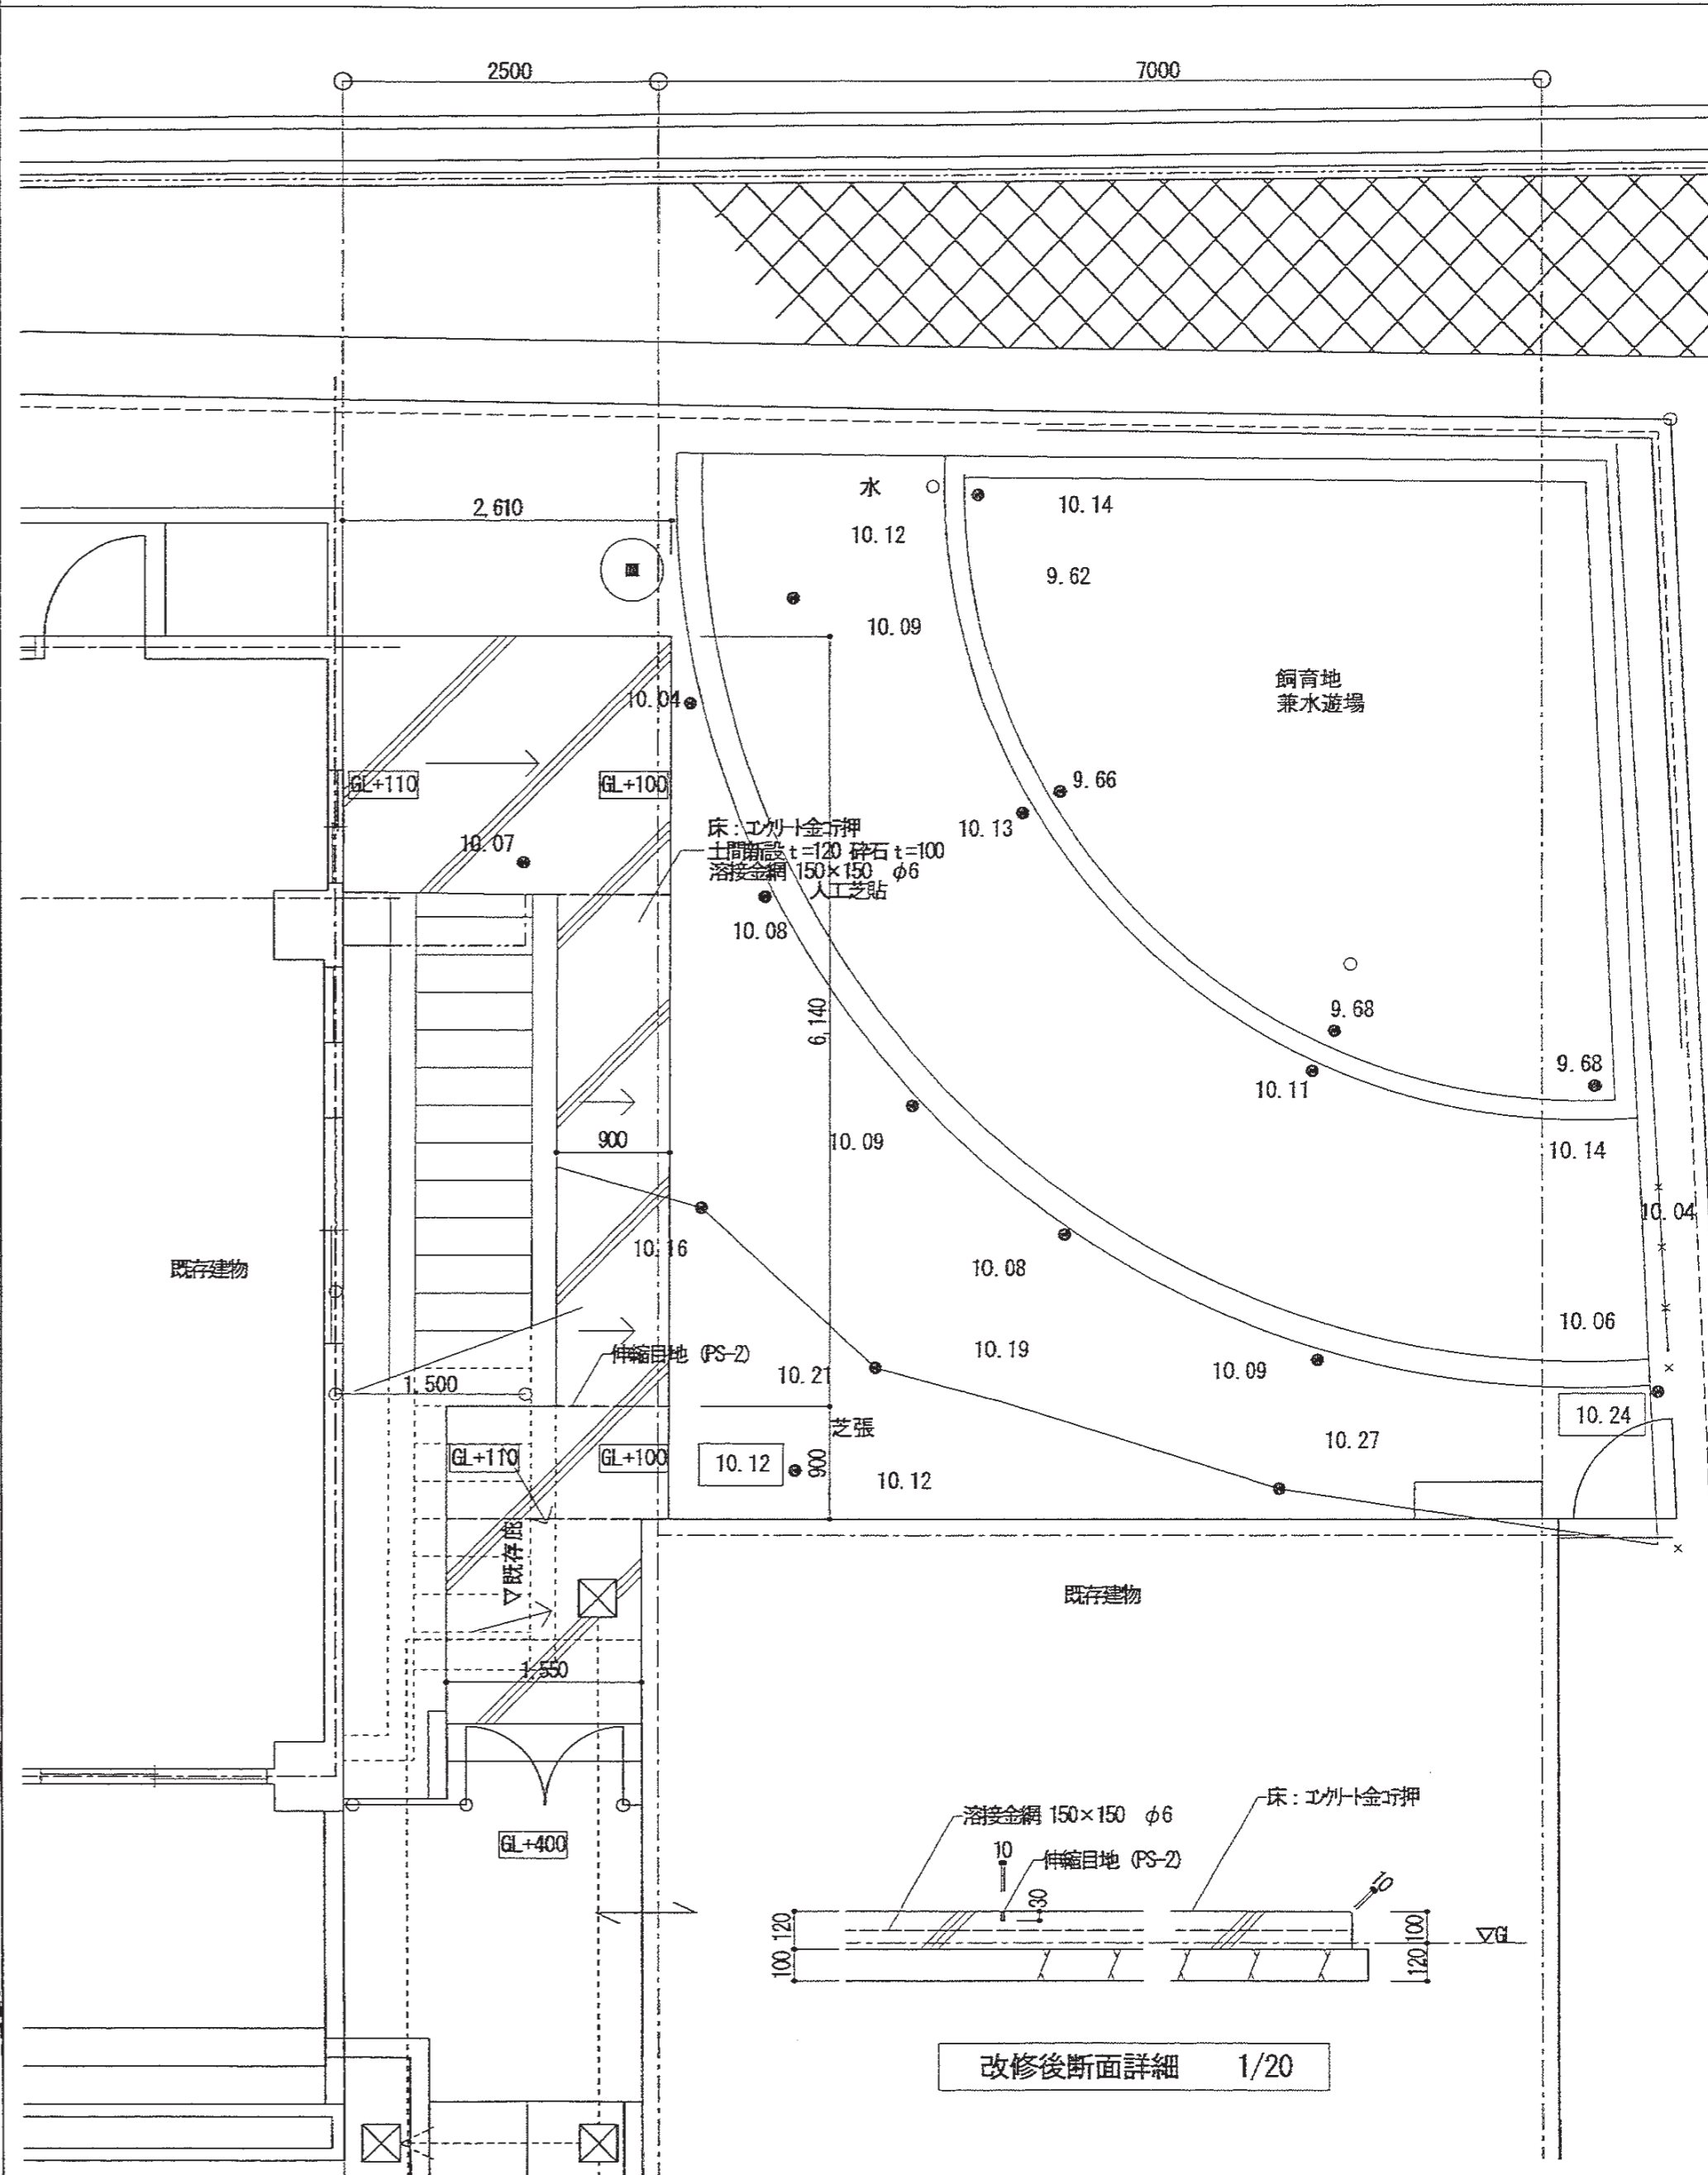 2500
7000
水
10.14
2,610
10.12
9.62
10.09
飼育地
兼水遊場
10.04
GL+110
GL+100
9.66
10.13
床:コンクリート金ゴテ押
土間新設 t=120 砕石 t=100
溶接金網 150×150 φ6
人工芝貼
10.07
10.08
6,140
9.68
9.68
10.11
900
10.09
10.14
10.04
10.16
既存建物
10.08
10.06
伸縮目地 (PS-2)
10.19
10.21
10.09
1,500
10.24
芝張
10.27
GL+110
GL+100
10.12
900
10.12
▽既存庇
既存建物
1,550
床:コンクリート金ゴテ押
溶接金網 150×150 φ6
GL+400
10
伸縮目地 (PS-2)
10
30
120
100
▽GL
100
120
改修後断面詳細 1/20